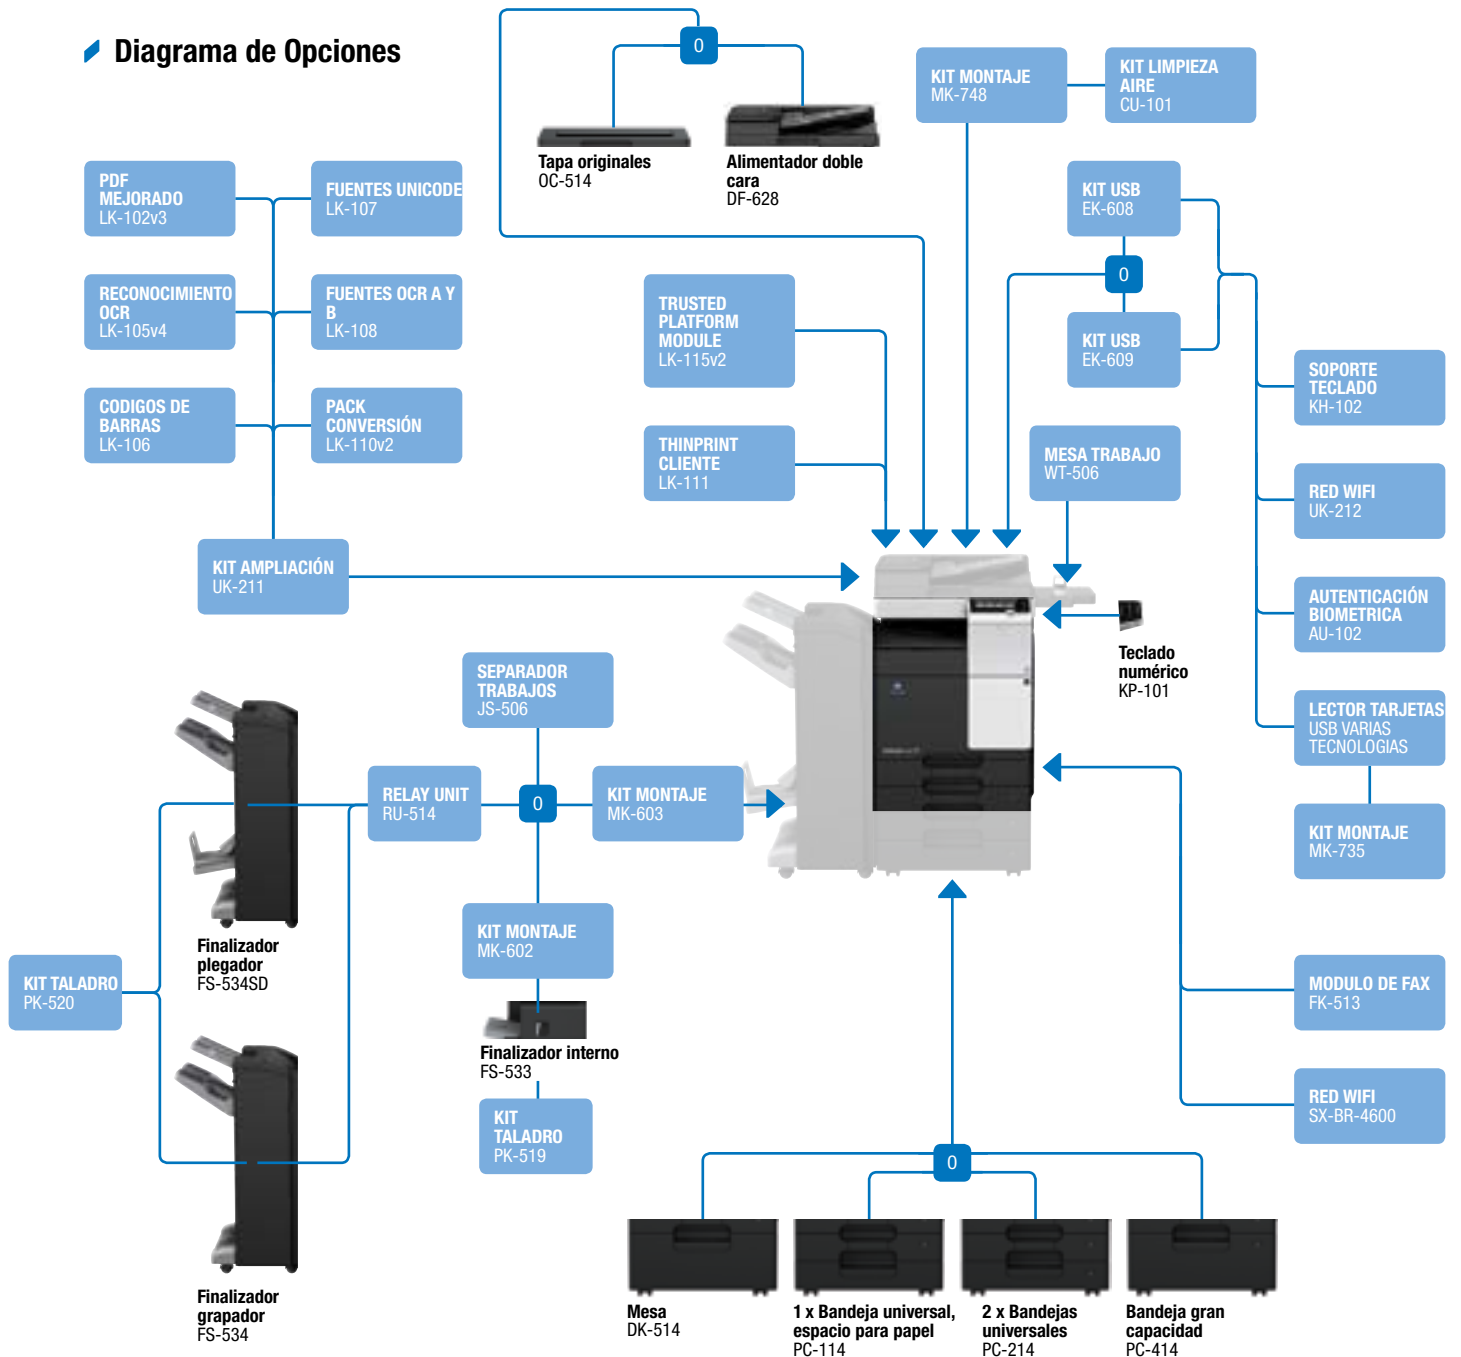 Diagrama de Opciones
0
Tapa originales
OC-514
Alimentador doble
cara
DF-628
KIT MONTAJE
MK-748
KIT LIMPIEZA
AIRE
CU-101
PDF
MEJORADO
LK-102v3
FUENTES UNICODE
LK-107
RECONOCIMIENTO
OCR
LK-105v4
FUENTES OCR A Y
B
LK-108
CODIGOS DE
BARRAS
LK-106
PACK
CONVERSIÓN
LK-110v2
KIT AMPLIACIÓN
UK-211
TRUSTED
PLATFORM
MODULE
LK-115v2
THINPRINT
CLIENTE
LK-111
KIT USB
EK-608
0
KIT USB
EK-609
MESA TRABAJO
WT-506
SOPORTE
TECLADO
KH-102
RED WIFI
UK-212
AUTENTICACIÓN
BIOMETRICA
AU-102
LECTOR TARJETAS
USB VARIAS
TECNOLOGIAS
KIT MONTAJE
MK-735
Teclado
numérico
KP-101
SEPARADOR
TRABAJOS
JS-506
RELAY UNIT
RU-514
0
KIT MONTAJE
MK-603
KIT MONTAJE
MK-602
Finalizador interno
FS-533
KIT
TALADRO
PK-519
Finalizador
plegador
FS-534SD
KIT TALADRO
PK-520
Finalizador
grapador
FS-534
MODULO DE FAX
FK-513
RED WIFI
SX-BR-4600
0
Mesa
DK-514
1 x Bandeja universal,
espacio para papel
PC-114
2 x Bandejas
universales
PC-214
Bandeja gran
capacidad
PC-414